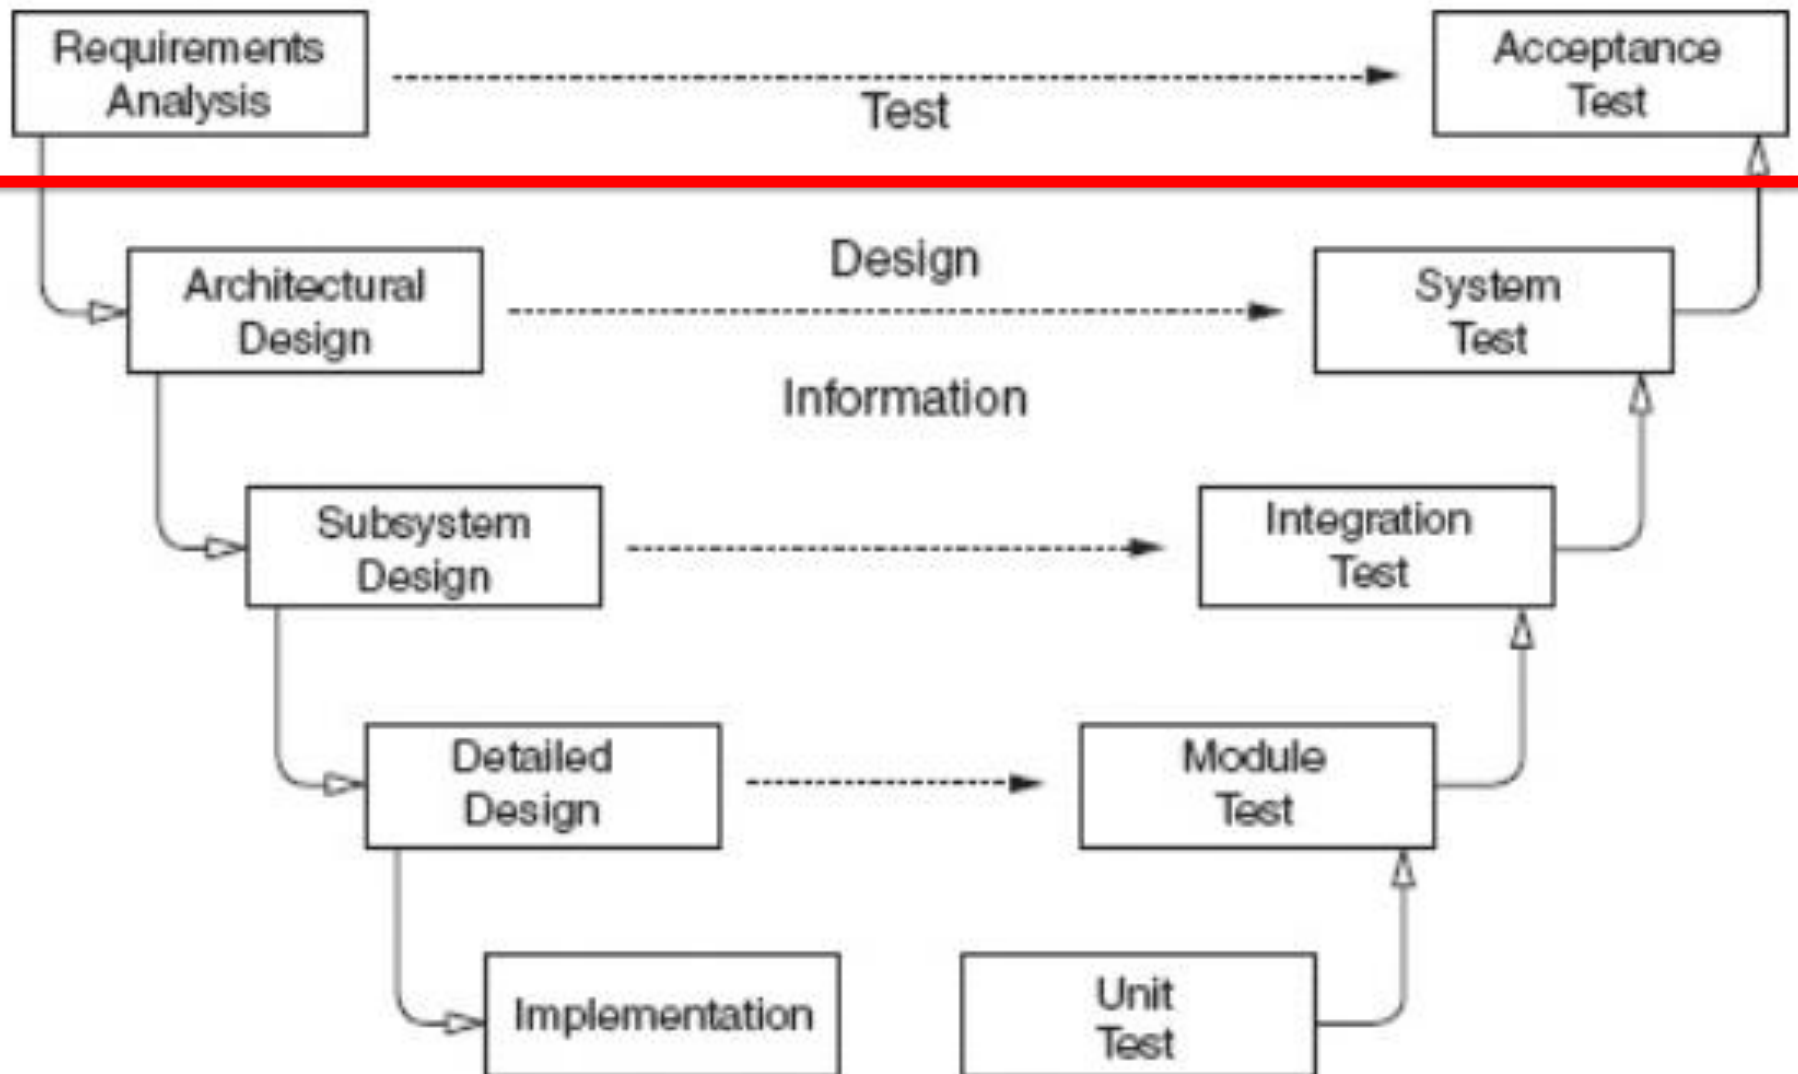 Requirements
Analysis
Test
Acceptance
Test
Architectural
Design
Design
Information
System
Test
Subsystem
Design
Integration
Test
Detailed
Design
Module
Test
Implementation
Unit
Test